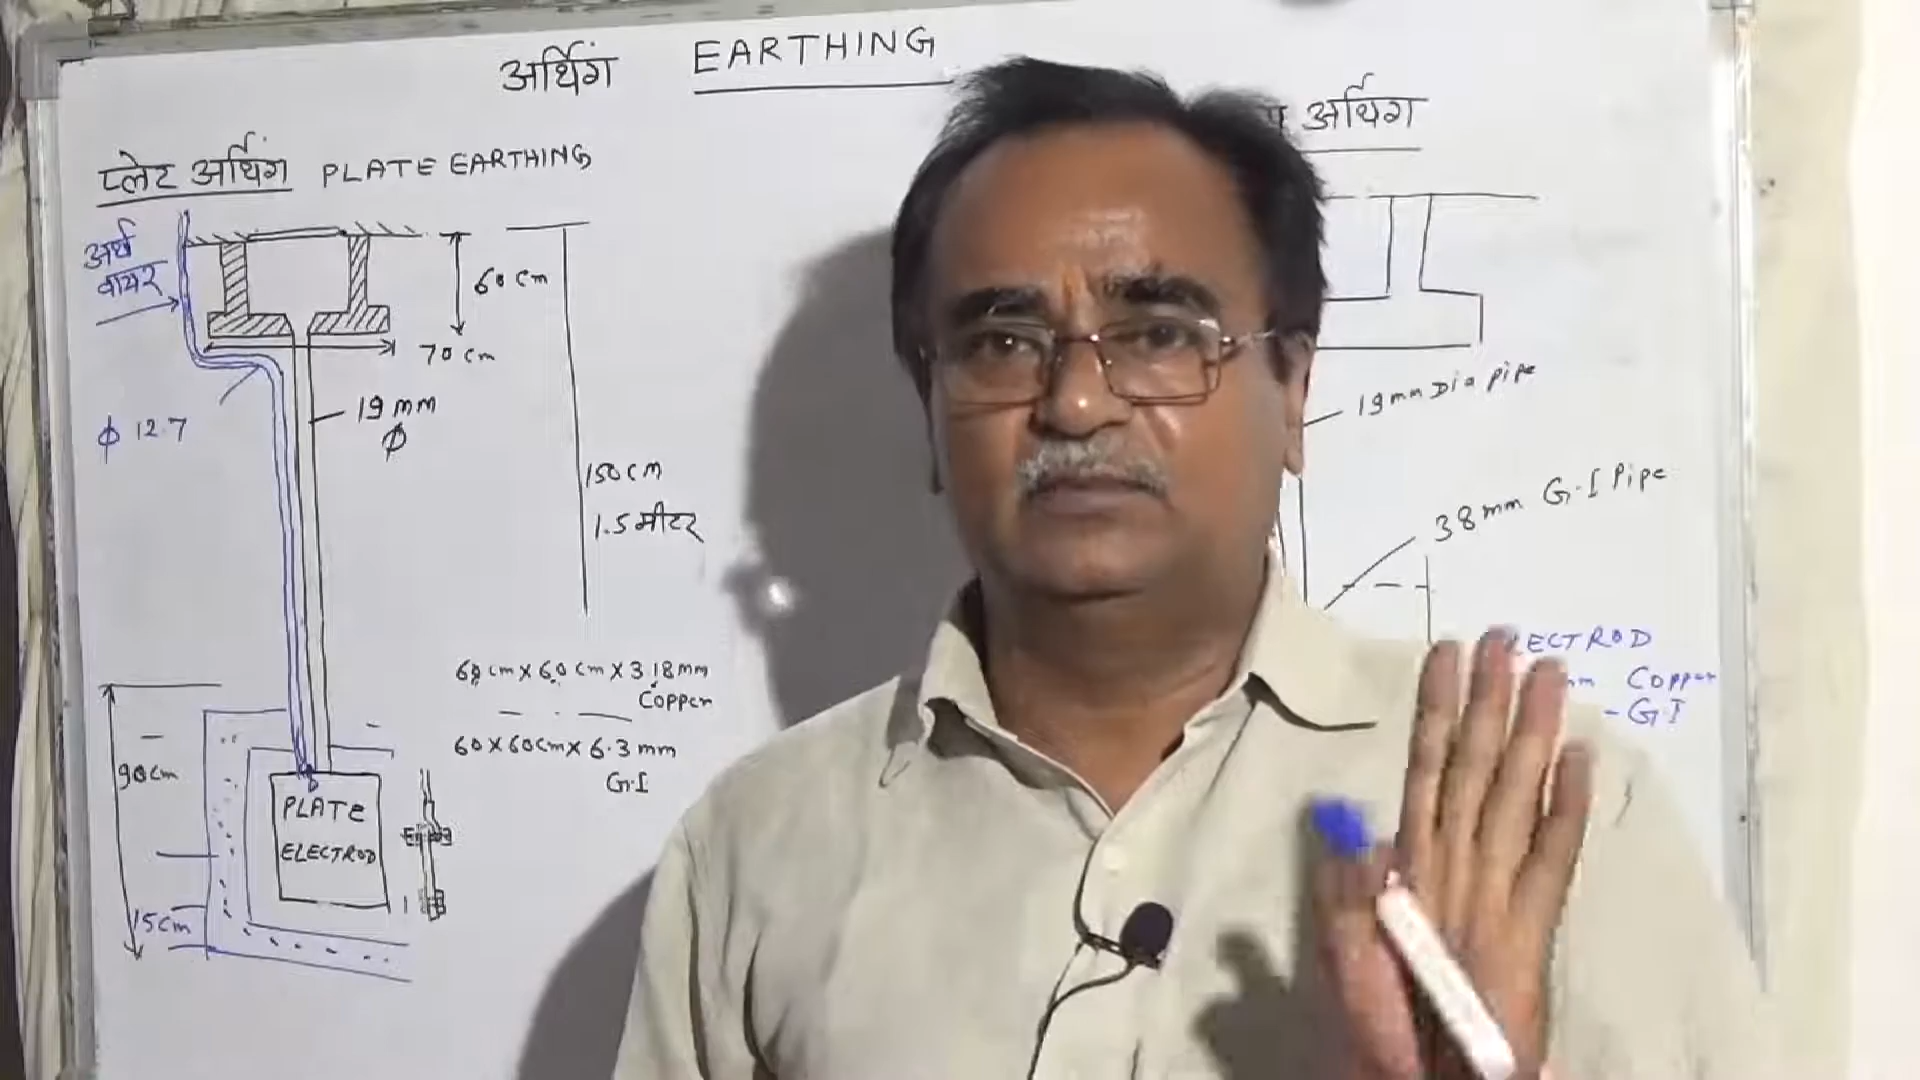 अर्थिंग EARTHING
अर्थिग
प्लेट अर्थिंग PLATE EARTHING
अर्थ
वायर
60 cm
70 cm
19 mm
ϕ
ϕ 12.7
150 cm
1.5 मीटर
19 mm Dia pipe
38 mm G.I Pipe
60 cm x 60 cm x 3.18 mm
Copper
60 x 60 cm x 6.3 mm
G.I
LECTROD
mm Copper
- G.I
90 cm
PLATE
ELECTROD
15 cm